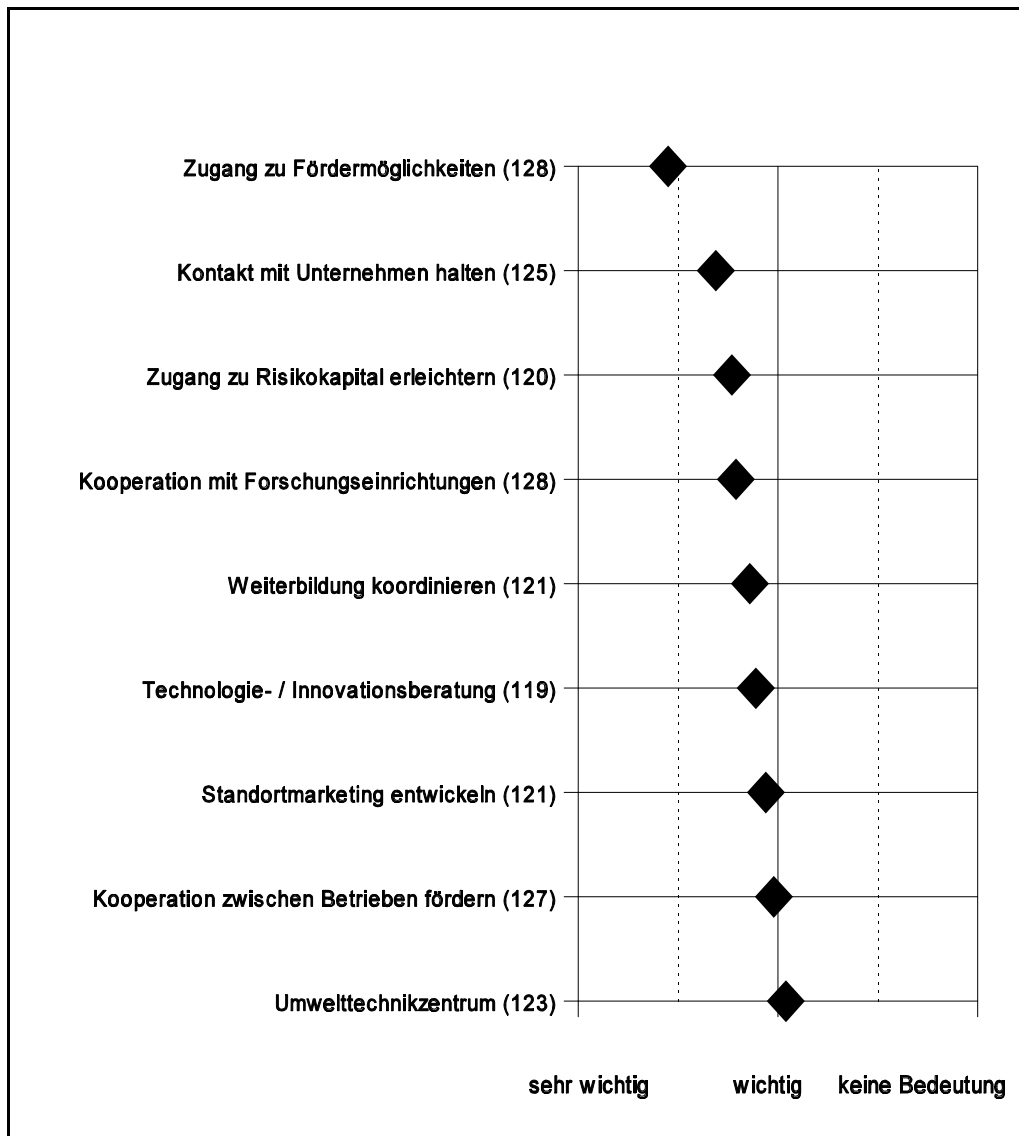 Zugang zu Fördermöglichkeiten (128)
Kontakt mit Unternehmen halten (125)
Zugang zu Risikokapital erleichtern (120)
Kooperation mit Forschungseinrichtungen (128)
Weiterbildung koordinieren (121)
Technologie- / Innovationsberatung (119)
Standortmarketing entwickeln (121)
Kooperation zwischen Betrieben fördern (127)
Umwelttechnikzentrum (123)
sehr wichtig wichtig keine Bedeutung